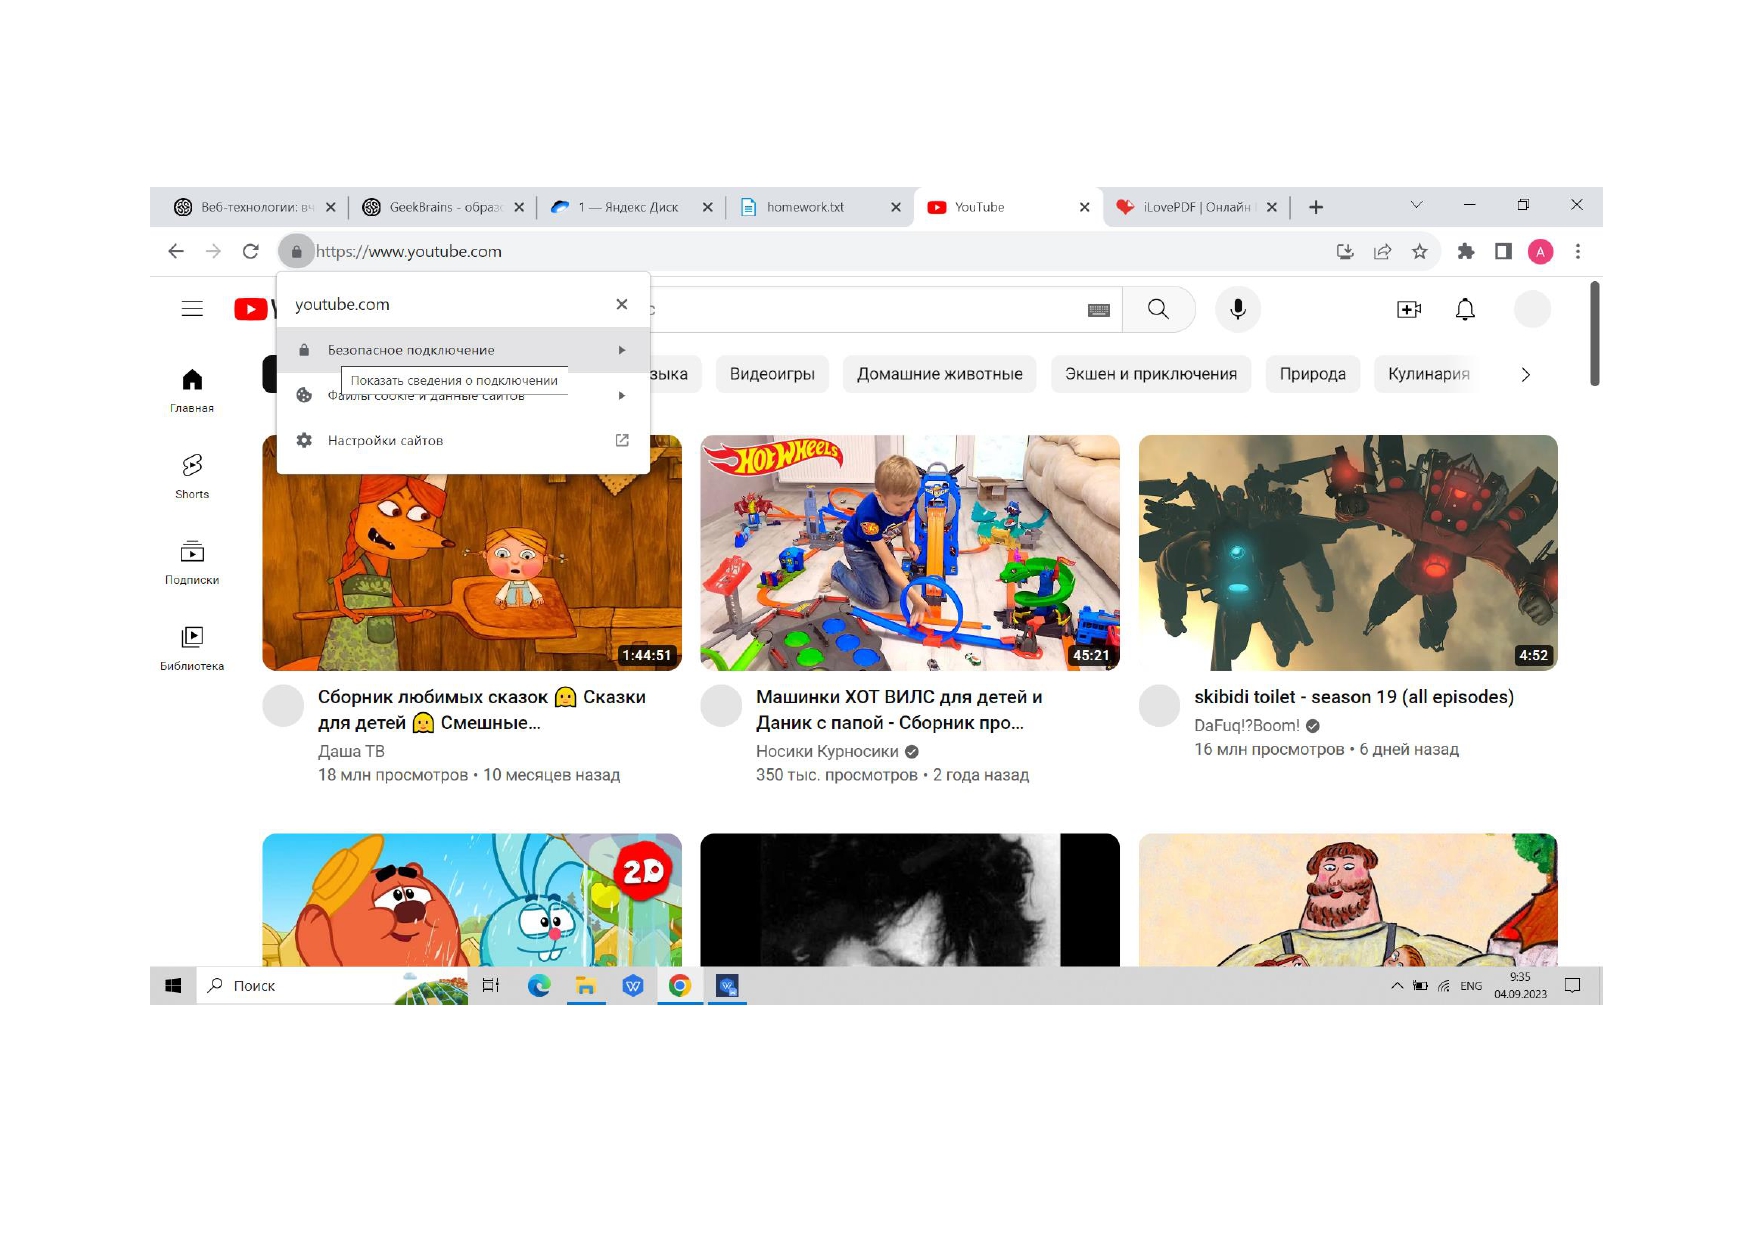 Веб-технологии: вч
GeekBrains - образо
1 — Яндекс Диск
homework.txt
YouTube
iLovePDF | Онлайн
https://www.youtube.com
A
youtube.com
Безопасное подключение
Показать сведения о подключении
Файлы cookie и данные сайтов
Настройки сайтов
зыка
Видеоигры
Домашние животные
Экшен и приключения
Природа
Кулинария
Главная
Shorts
Подписки
Библиотека
HOT WHEELS
1:44:51
45:21
4:52
Сборник любимых сказок 👱‍♀️ Сказки
для детей 👱‍♀️ Смешные...
Даша ТВ
18 млн просмотров • 10 месяцев назад
Машинки ХОТ ВИЛС для детей и
Даник с папой - Сборник про...
Носики Курносики
350 тыс. просмотров • 2 года назад
skibidi toilet - season 19 (all episodes)
DaFuq!?Boom!
16 млн просмотров • 6 дней назад
2D
Поиск
ENG
9:35
04.09.2023